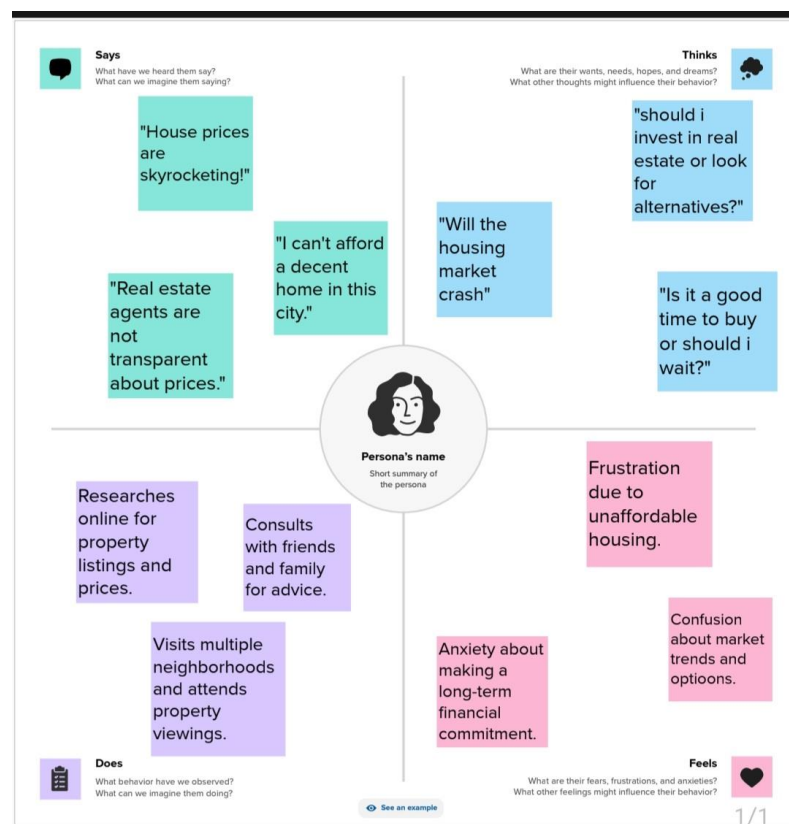 Says
What have we heard them say?
What can we imagine them saying?
Thinks
What are their wants, needs, hopes, and dreams?
What other thoughts might influence their behavior?
"House prices
are
skyrocketing!"
"I can't afford
a decent
home in this
city."
"Real estate
agents are
not
transparent
about prices."
"should i
invest in real
estate or look
for
alternatives?"
"Will the
housing
market
crash"
"Is it a good
time to buy
or should i
wait?"
Persona's name
Short summary of
the persona
Researches
online for
property
listings and
prices.
Consults
with friends
and family
for advice.
Visits multiple
neighborhoods
and attends
property
viewings.
Frustration
due to
unaffordable
housing.
Confusion
about market
trends and
optioons.
Anxiety about
making a
long-term
financial
commitment.
Does
What behavior have we observed?
What can we imagine them doing?
Feels
What are their fears, frustrations, and anxieties?
What other feelings might influence their behavior?
See an example
1/1